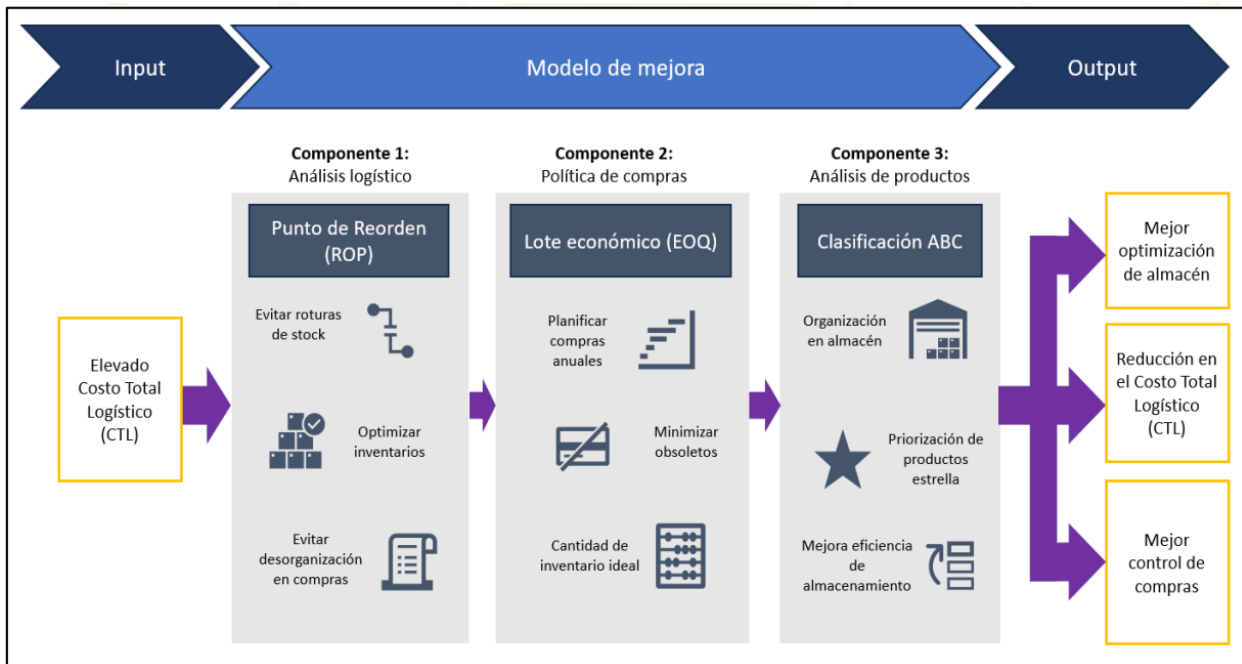 Input
Modelo de mejora
Output
Componente 1:
Análisis logístico
Punto de Reorden
(ROP)
Evitar roturas
de stock
Optimizar
inventarios
Evitar
desorganización
en compras
Componente 2:
Política de compras
Lote económico (EOQ)
Planificar
compras
anuales
Minimizar
obsoletos
Cantidad de
inventario ideal
Componente 3:
Análisis de productos
Clasificación ABC
Organización
en almacén
Priorización de
productos
estrella
Mejora eficiencia
de
almacenamiento
Elevado
Costo Total
Logístico
(CTL)
Mejor
optimización
de almacén
Reducción en
el Costo Total
Logístico
(CTL)
Mejor
control de
compras